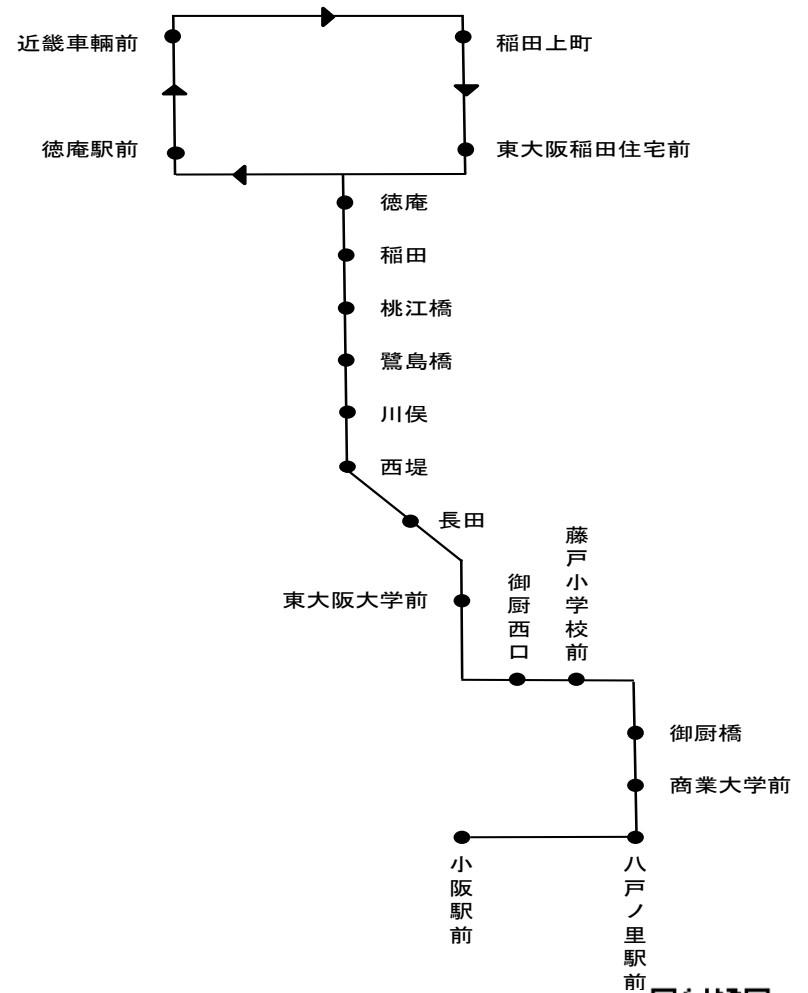 近畿車輛前
稲田上町
徳庵駅前
東大阪稲田住宅前
徳庵
稲田
桃江橋
鷺島橋
川俣
西堤
長田
東大阪大学前
御厨西口
藤戸小学校前
御厨橋
商業大学前
小阪駅前
八戸ノ里駅前